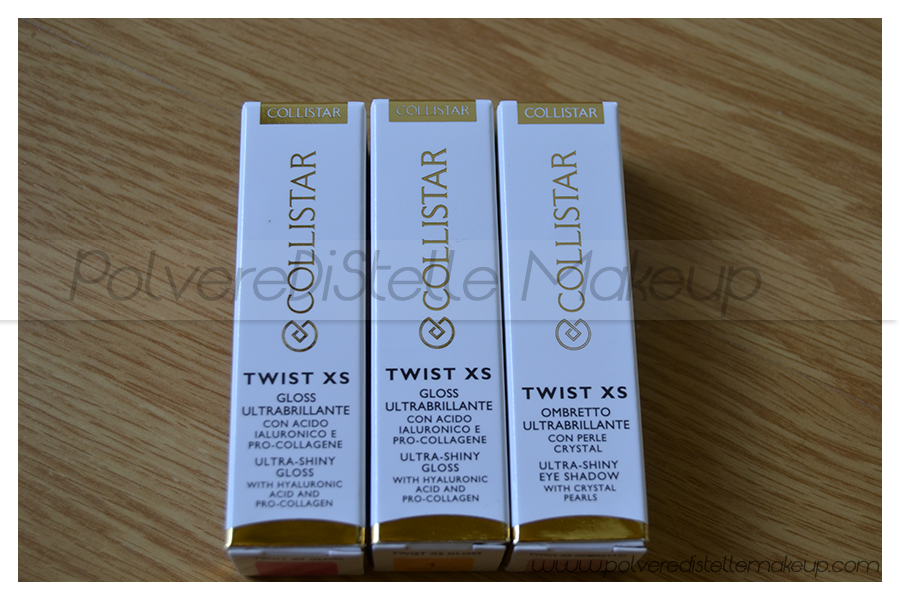 COLLISTAR
COLLISTAR
TWIST XS
GLOSS
ULTRABRILLANTE
CON ACIDO
IALURONICO E
PRO-COLLAGENE
ULTRA-SHINY
GLOSS
WITH HYALURONIC
ACID AND
PRO-COLLAGEN
COLLISTAR
COLLISTAR
TWIST XS
GLOSS
ULTRABRILLANTE
CON ACIDO
IALURONICO E
PRO-COLLAGENE
ULTRA-SHINY
GLOSS
WITH HYALURONIC
ACID AND
PRO-COLLAGEN
TWIST XS
COLLISTAR
COLLISTAR
TWIST XS
OMBRETTO
ULTRABRILLANTE
CON PERLE
CRYSTAL
ULTRA-SHINY
EYE SHADOW
WITH CRYSTAL
PEARLS
PolvereDiStelle Makeup
www.polveredistellemakeup.com